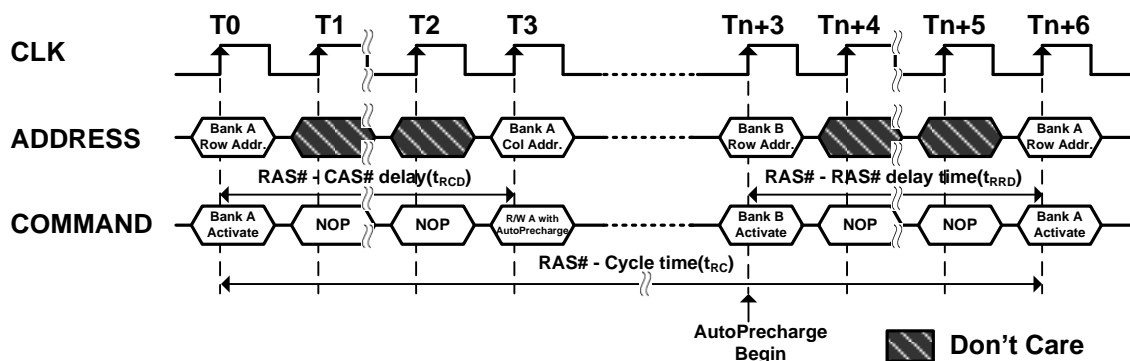 T0 T1 T2 T3 Tn+3 Tn+4 Tn+5 Tn+6
CLK
ADDRESS
Bank A
Row Addr.
Bank A
Col Addr.
Bank B
Row Addr.
Bank A
Row Addr.
RAS# - CAS# delay(tRCD)
RAS# - RAS# delay time(tRRD)
COMMAND
Bank A
Activate
NOP
NOP
R/W A with
AutoPrecharge
Bank B
Activate
NOP
NOP
Bank A
Activate
RAS# - Cycle time(tRC)
AutoPrecharge
Begin
Don't Care